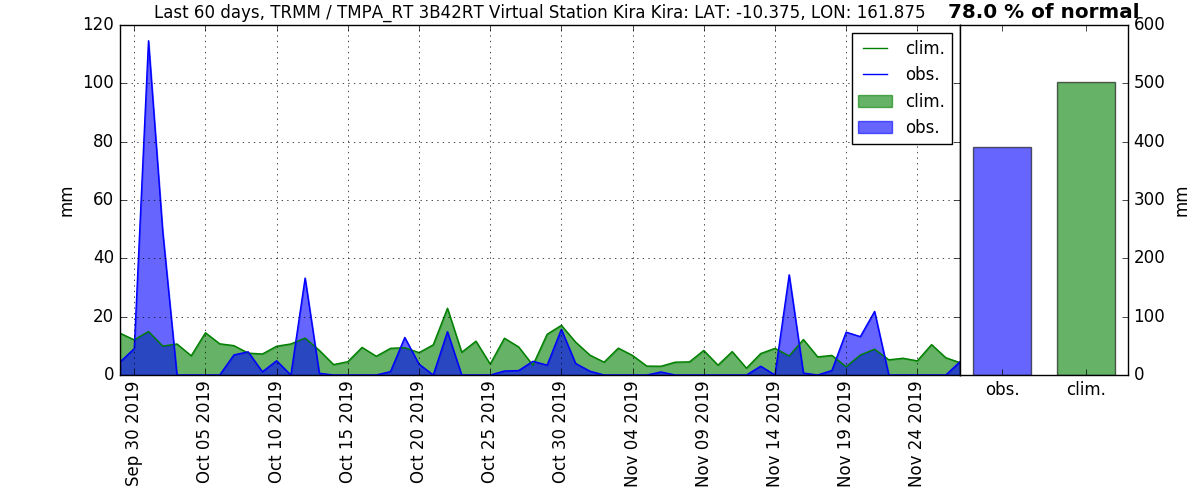 Last 60 days, TRMM / TMPA_RT 3B42RT Virtual Station Kira Kira: LAT: -10.375, LON: 161.875
78.0 % of normal
120
100
80
60
40
20
0
mm
clim.
obs.
clim.
obs.
600
500
400
300
200
100
0
mm
Sep 30 2019
Oct 05 2019
Oct 10 2019
Oct 15 2019
Oct 20 2019
Oct 25 2019
Oct 30 2019
Nov 04 2019
Nov 09 2019
Nov 14 2019
Nov 19 2019
Nov 24 2019
obs.
clim.